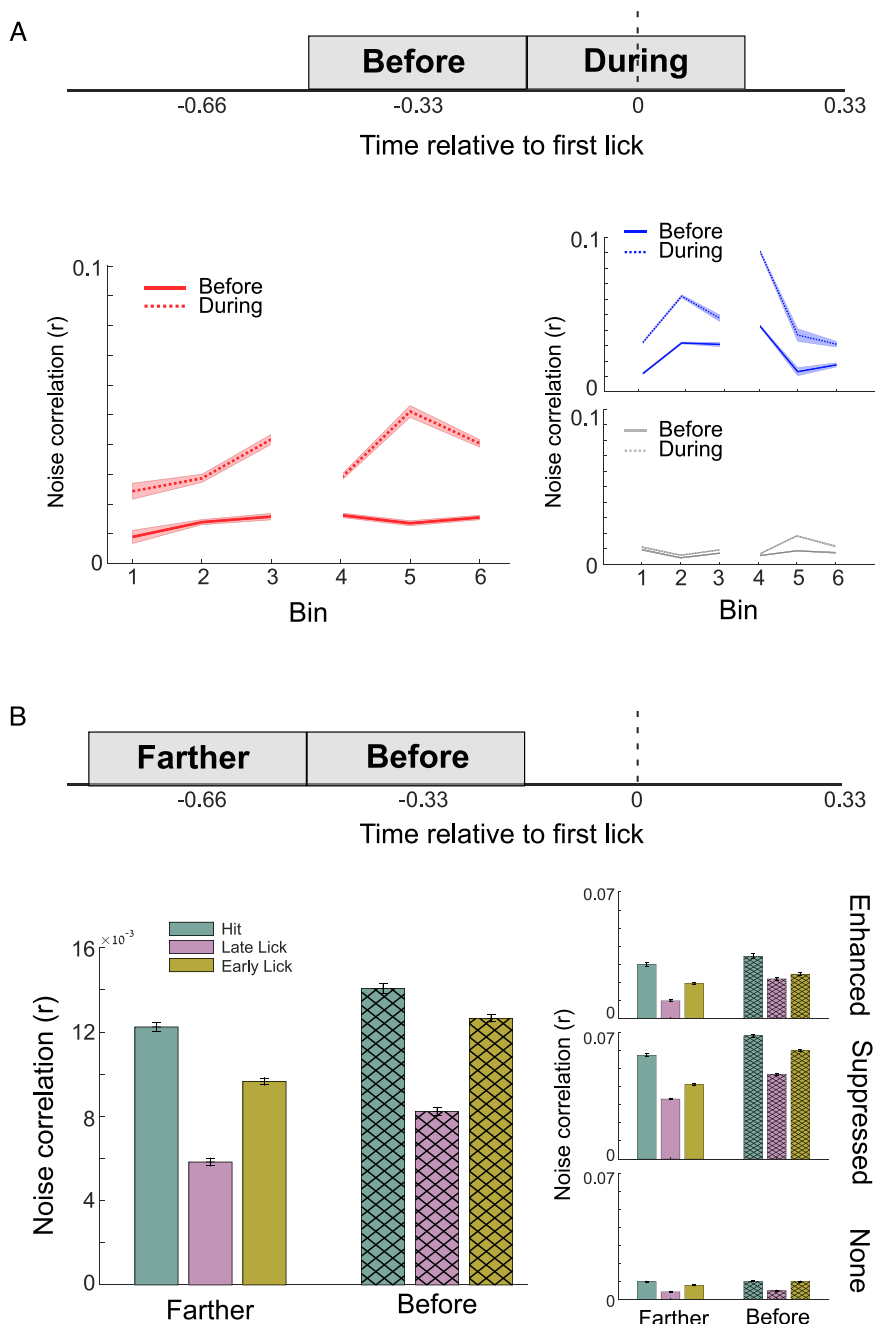 A
Before During
-0.66 -0.33 0 0.33
Time relative to first lick
0.1
Noise correlation (r)
0
Before
During
1 2 3 4 5 6
Bin
0.1
Noise correlation (r)
0
Before
During
0.1
0
Before
During
1 2 3 4 5 6
Bin
B
Farther Before
-0.66 -0.33 0 0.33
Time relative to first lick
×10⁻³
16
12
8
4
0
Noise correlation (r)
Hit
Late Lick
Early Lick
Farther Before
0.07
0
Enhanced
0.07
0
Suppressed
Noise correlation (r)
0.07
0
None
Farther Before